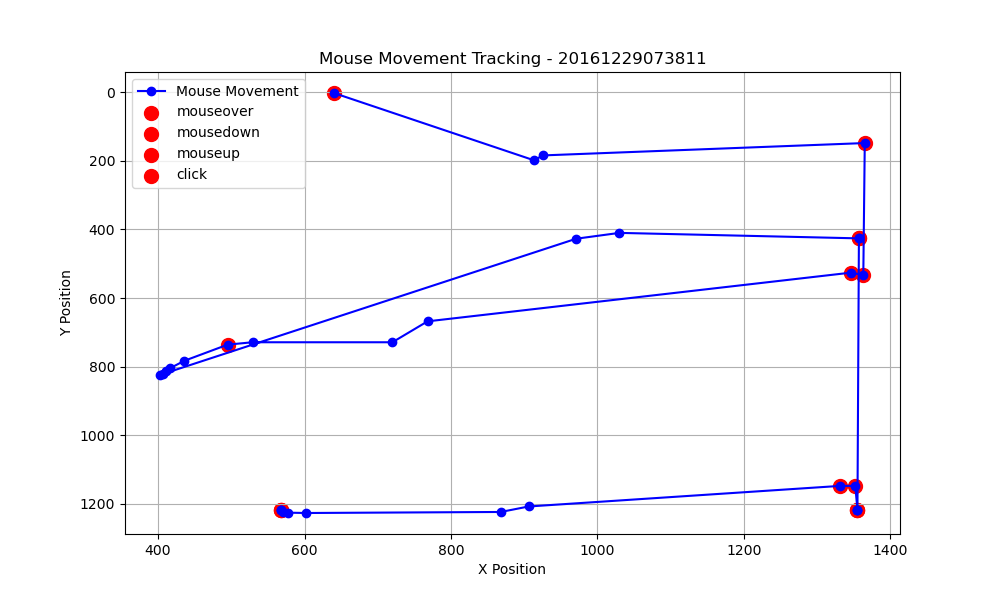 Mouse Movement Tracking - 20161229073811
Mouse Movement
mouseover
mousedown
mouseup
click
0
200
400
600
800
1000
1200
Y Position
400 600 800 1000 1200 1400
X Position